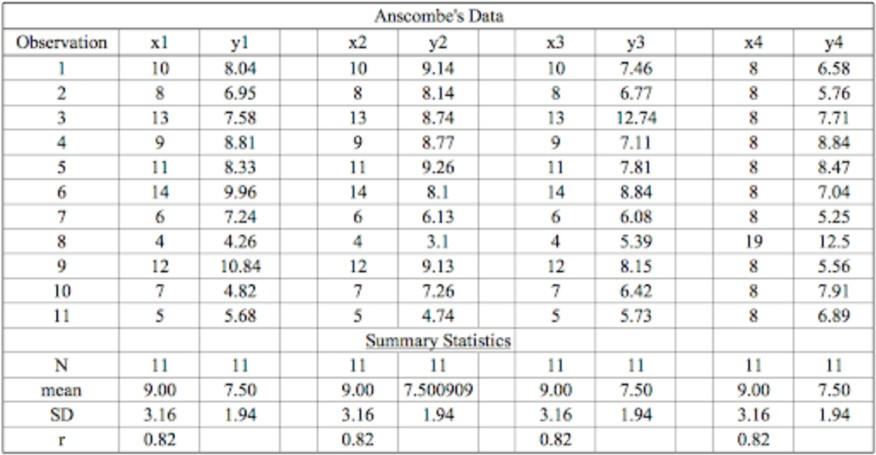 Anscombe's Data
Observation x1 y1 x2 y2 x3 y3 x4 y4
1 10 8.04 10 9.14 10 7.46 8 6.58
2 8 6.95 8 8.14 8 6.77 8 5.76
3 13 7.58 13 8.74 13 12.74 8 7.71
4 9 8.81 9 8.77 9 7.11 8 8.84
5 11 8.33 11 9.26 11 7.81 8 8.47
6 14 9.96 14 8.1 14 8.84 8 7.04
7 6 7.24 6 6.13 6 6.08 8 5.25
8 4 4.26 4 3.1 4 5.39 19 12.5
9 12 10.84 12 9.13 12 8.15 8 5.56
10 7 4.82 7 7.26 7 6.42 8 7.91
11 5 5.68 5 4.74 5 5.73 8 6.89
Summary Statistics
N 11 11 11 11 11 11 11 11
mean 9.00 7.50 9.00 7.500909 9.00 7.50 9.00 7.50
SD 3.16 1.94 3.16 1.94 3.16 1.94 3.16 1.94
r 0.82 0.82 0.82 0.82